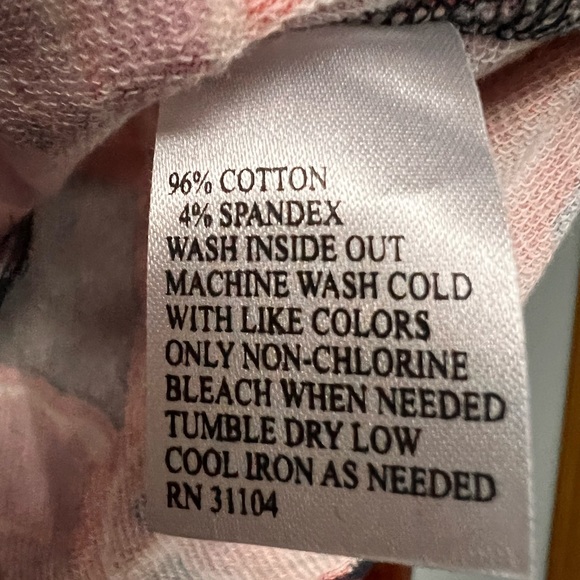 96% COTTON
4% SPANDEX
WASH INSIDE OUT
MACHINE WASH COLD
WITH LIKE COLORS
ONLY NON-CHLORINE
BLEACH WHEN NEEDED
TUMBLE DRY LOW
COOL IRON AS NEEDED
RN 31104